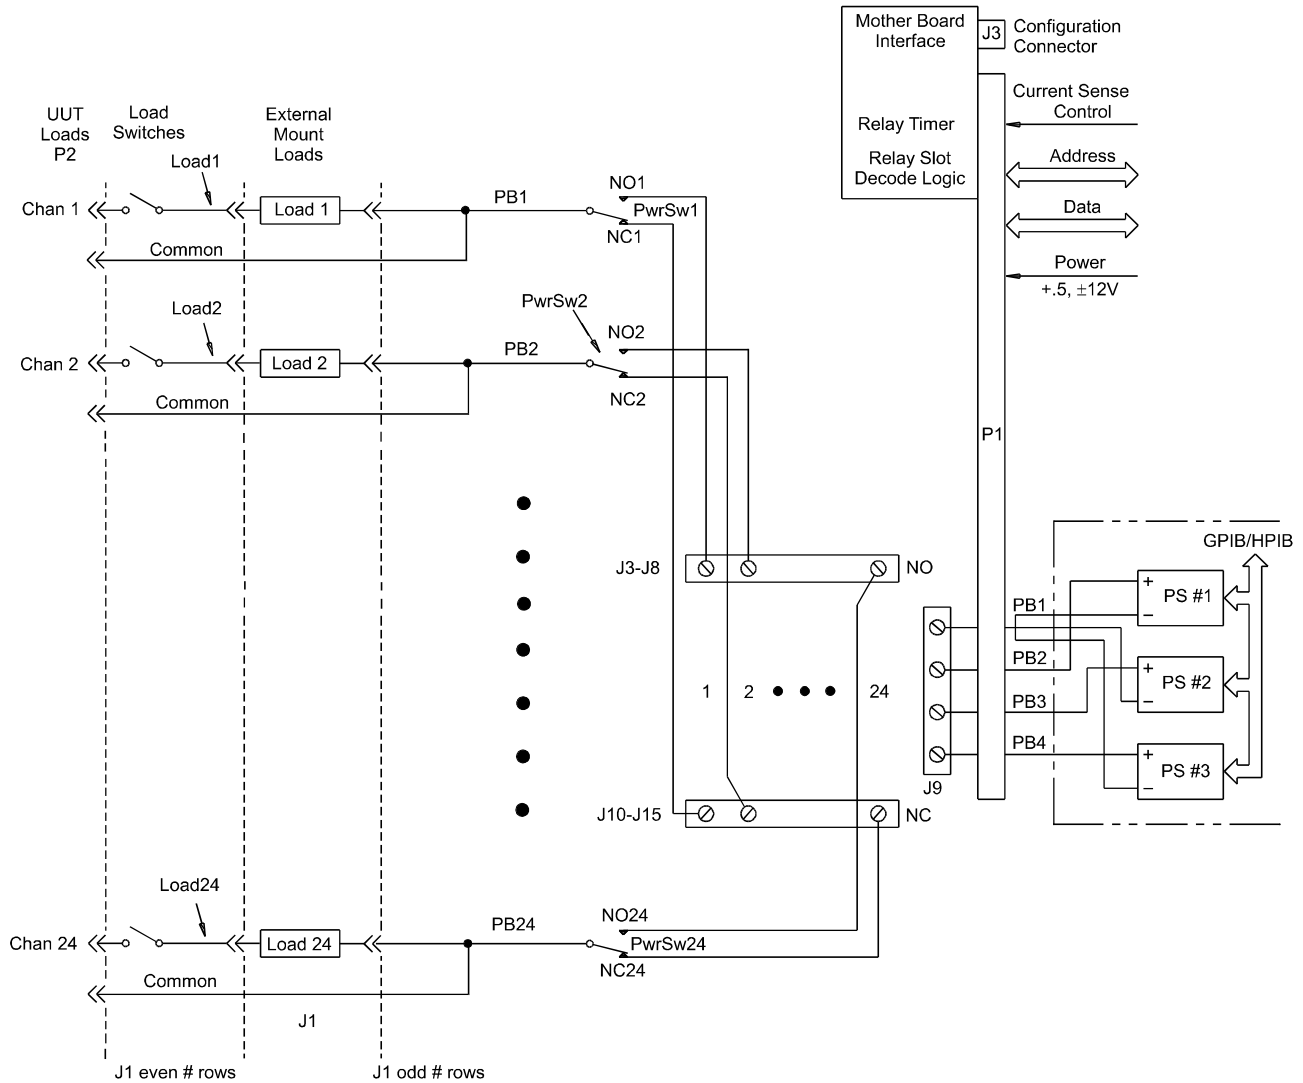 Mother Board
Interface
J3
Configuration
Connector
Current Sense
Control
Relay Timer
Relay Slot
Decode Logic
Address
Data
Power
+.5, ±12V
P1
UUT
Loads
P2
Load
Switches
External
Mount
Loads
Load1
Chan 1
Load 1
PB1
NO1
PwrSw1
NC1
Common
Load2
PwrSw2
Chan 2
Load 2
PB2
NO2
NC2
Common
J3-J8
NO
1
2
24
J10-J15
NC
J9
GPIB/HPIB
PB1
+
PS #1
−
PB2
+
PS #2
−
PB3
PB4
+
PS #3
−
Load24
Chan 24
Load 24
PB24
NO24
PwrSw24
NC24
Common
J1
J1 even # rows
J1 odd # rows